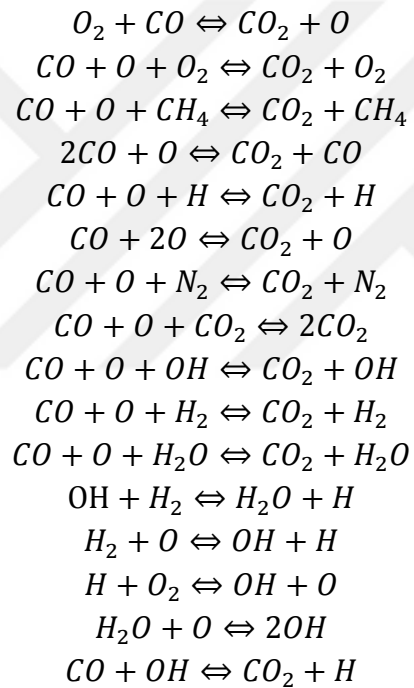 O₂ + CO ⇔ CO₂ + O
CO + O + O₂ ⇔ CO₂ + O₂
CO + O + CH₄ ⇔ CO₂ + CH₄
2CO + O ⇔ CO₂ + CO
CO + O + H ⇔ CO₂ + H
CO + 2O ⇔ CO₂ + O
CO + O + N₂ ⇔ CO₂ + N₂
CO + O + CO₂ ⇔ 2CO₂
CO + O + OH ⇔ CO₂ + OH
CO + O + H₂ ⇔ CO₂ + H₂
CO + O + H₂O ⇔ CO₂ + H₂O
OH + H₂ ⇔ H₂O + H
H₂ + O ⇔ OH + H
H + O₂ ⇔ OH + O
H₂O + O ⇔ 2OH
CO + OH ⇔ CO₂ + H